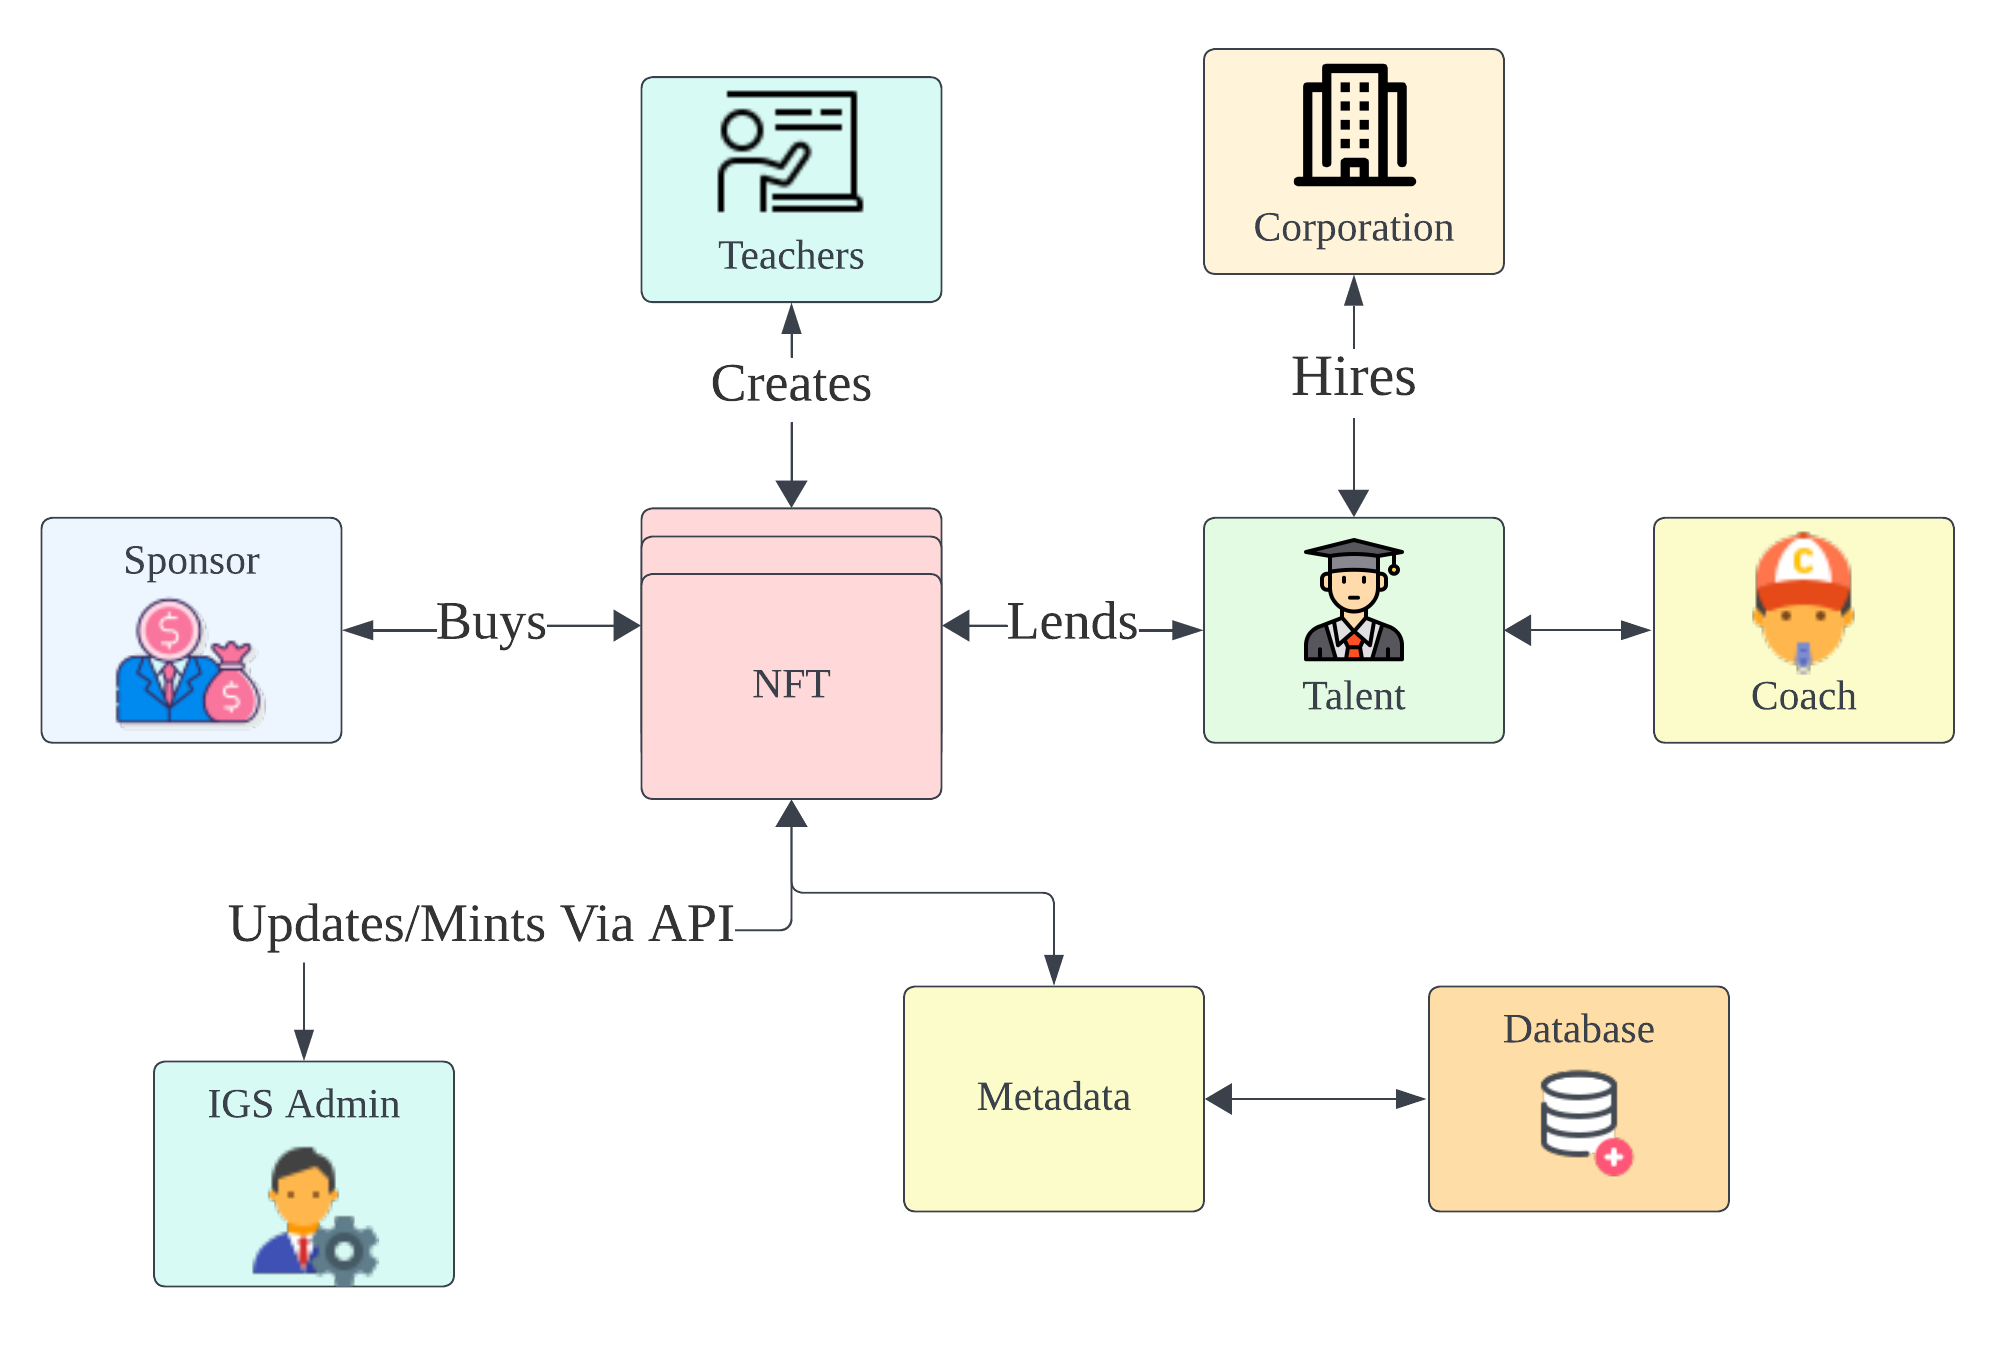 Teachers
Corporation
Creates
Hires
Sponsor
$
$
Buys
NFT
Lends
Talent
C
Coach
Updates/Mints Via API
IGS Admin
Metadata
Database